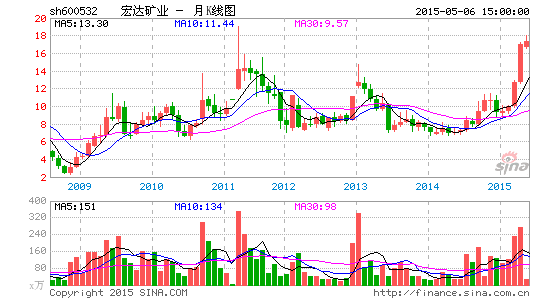 sh600532 宏达矿业 - 月K线图 2015-05-06 15:00:00
MA5:13.30 MA10:11.44 MA30:9.57
20
18
16
14
12
10
8
6
4
2
sina
2009 2010 2011 2012 2013 2014 2015
MA5:151 MA10:134 MA30:98
400
320
240
160
80
x万
Copyright 2015 SINA.COM http://finance.sina.com.cn